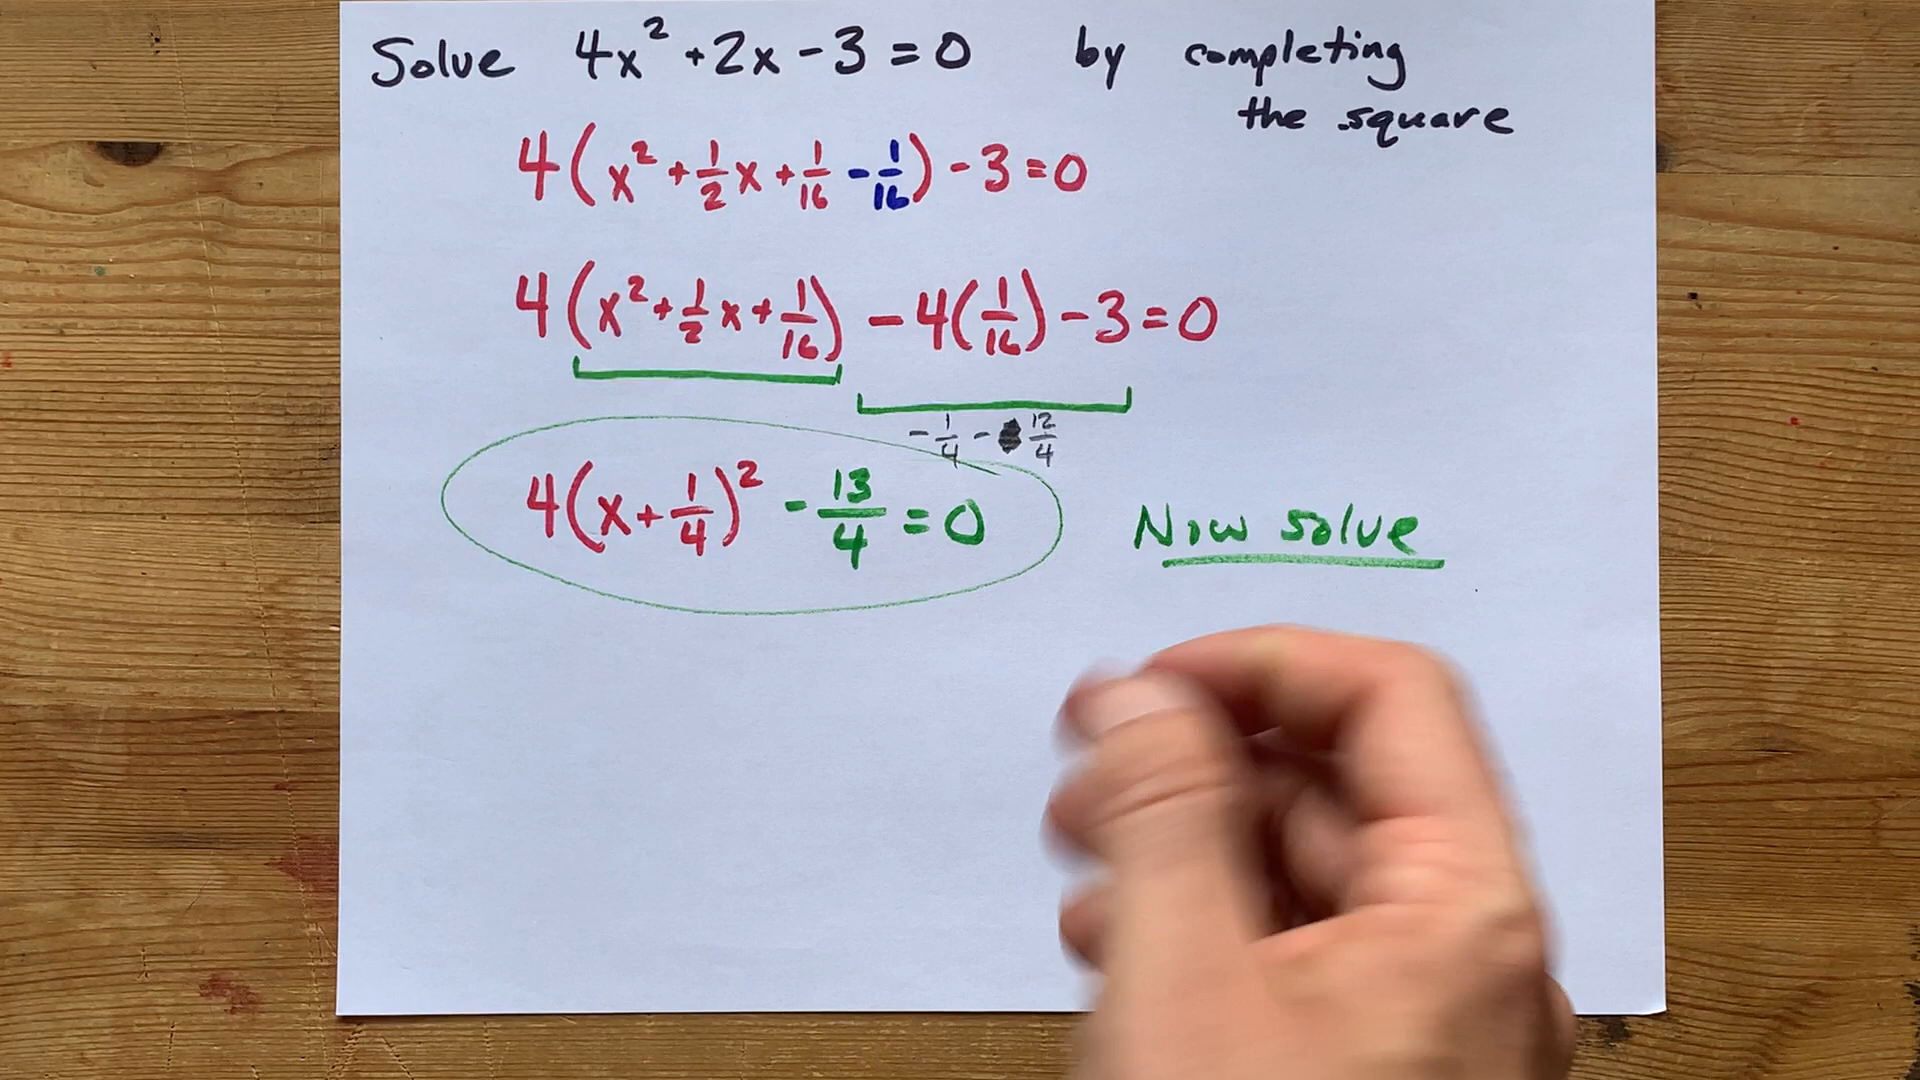 Solve 4x² + 2x - 3 = 0 by completing
the square
4(x² + 1/2 x + 1/16 - 1/16) - 3 = 0
4(x² + 1/2 x + 1/16) - 4(1/16) - 3 = 0
- 1/4 - 12/4
4(x + 1/4)² - 13/4 = 0 Now solve